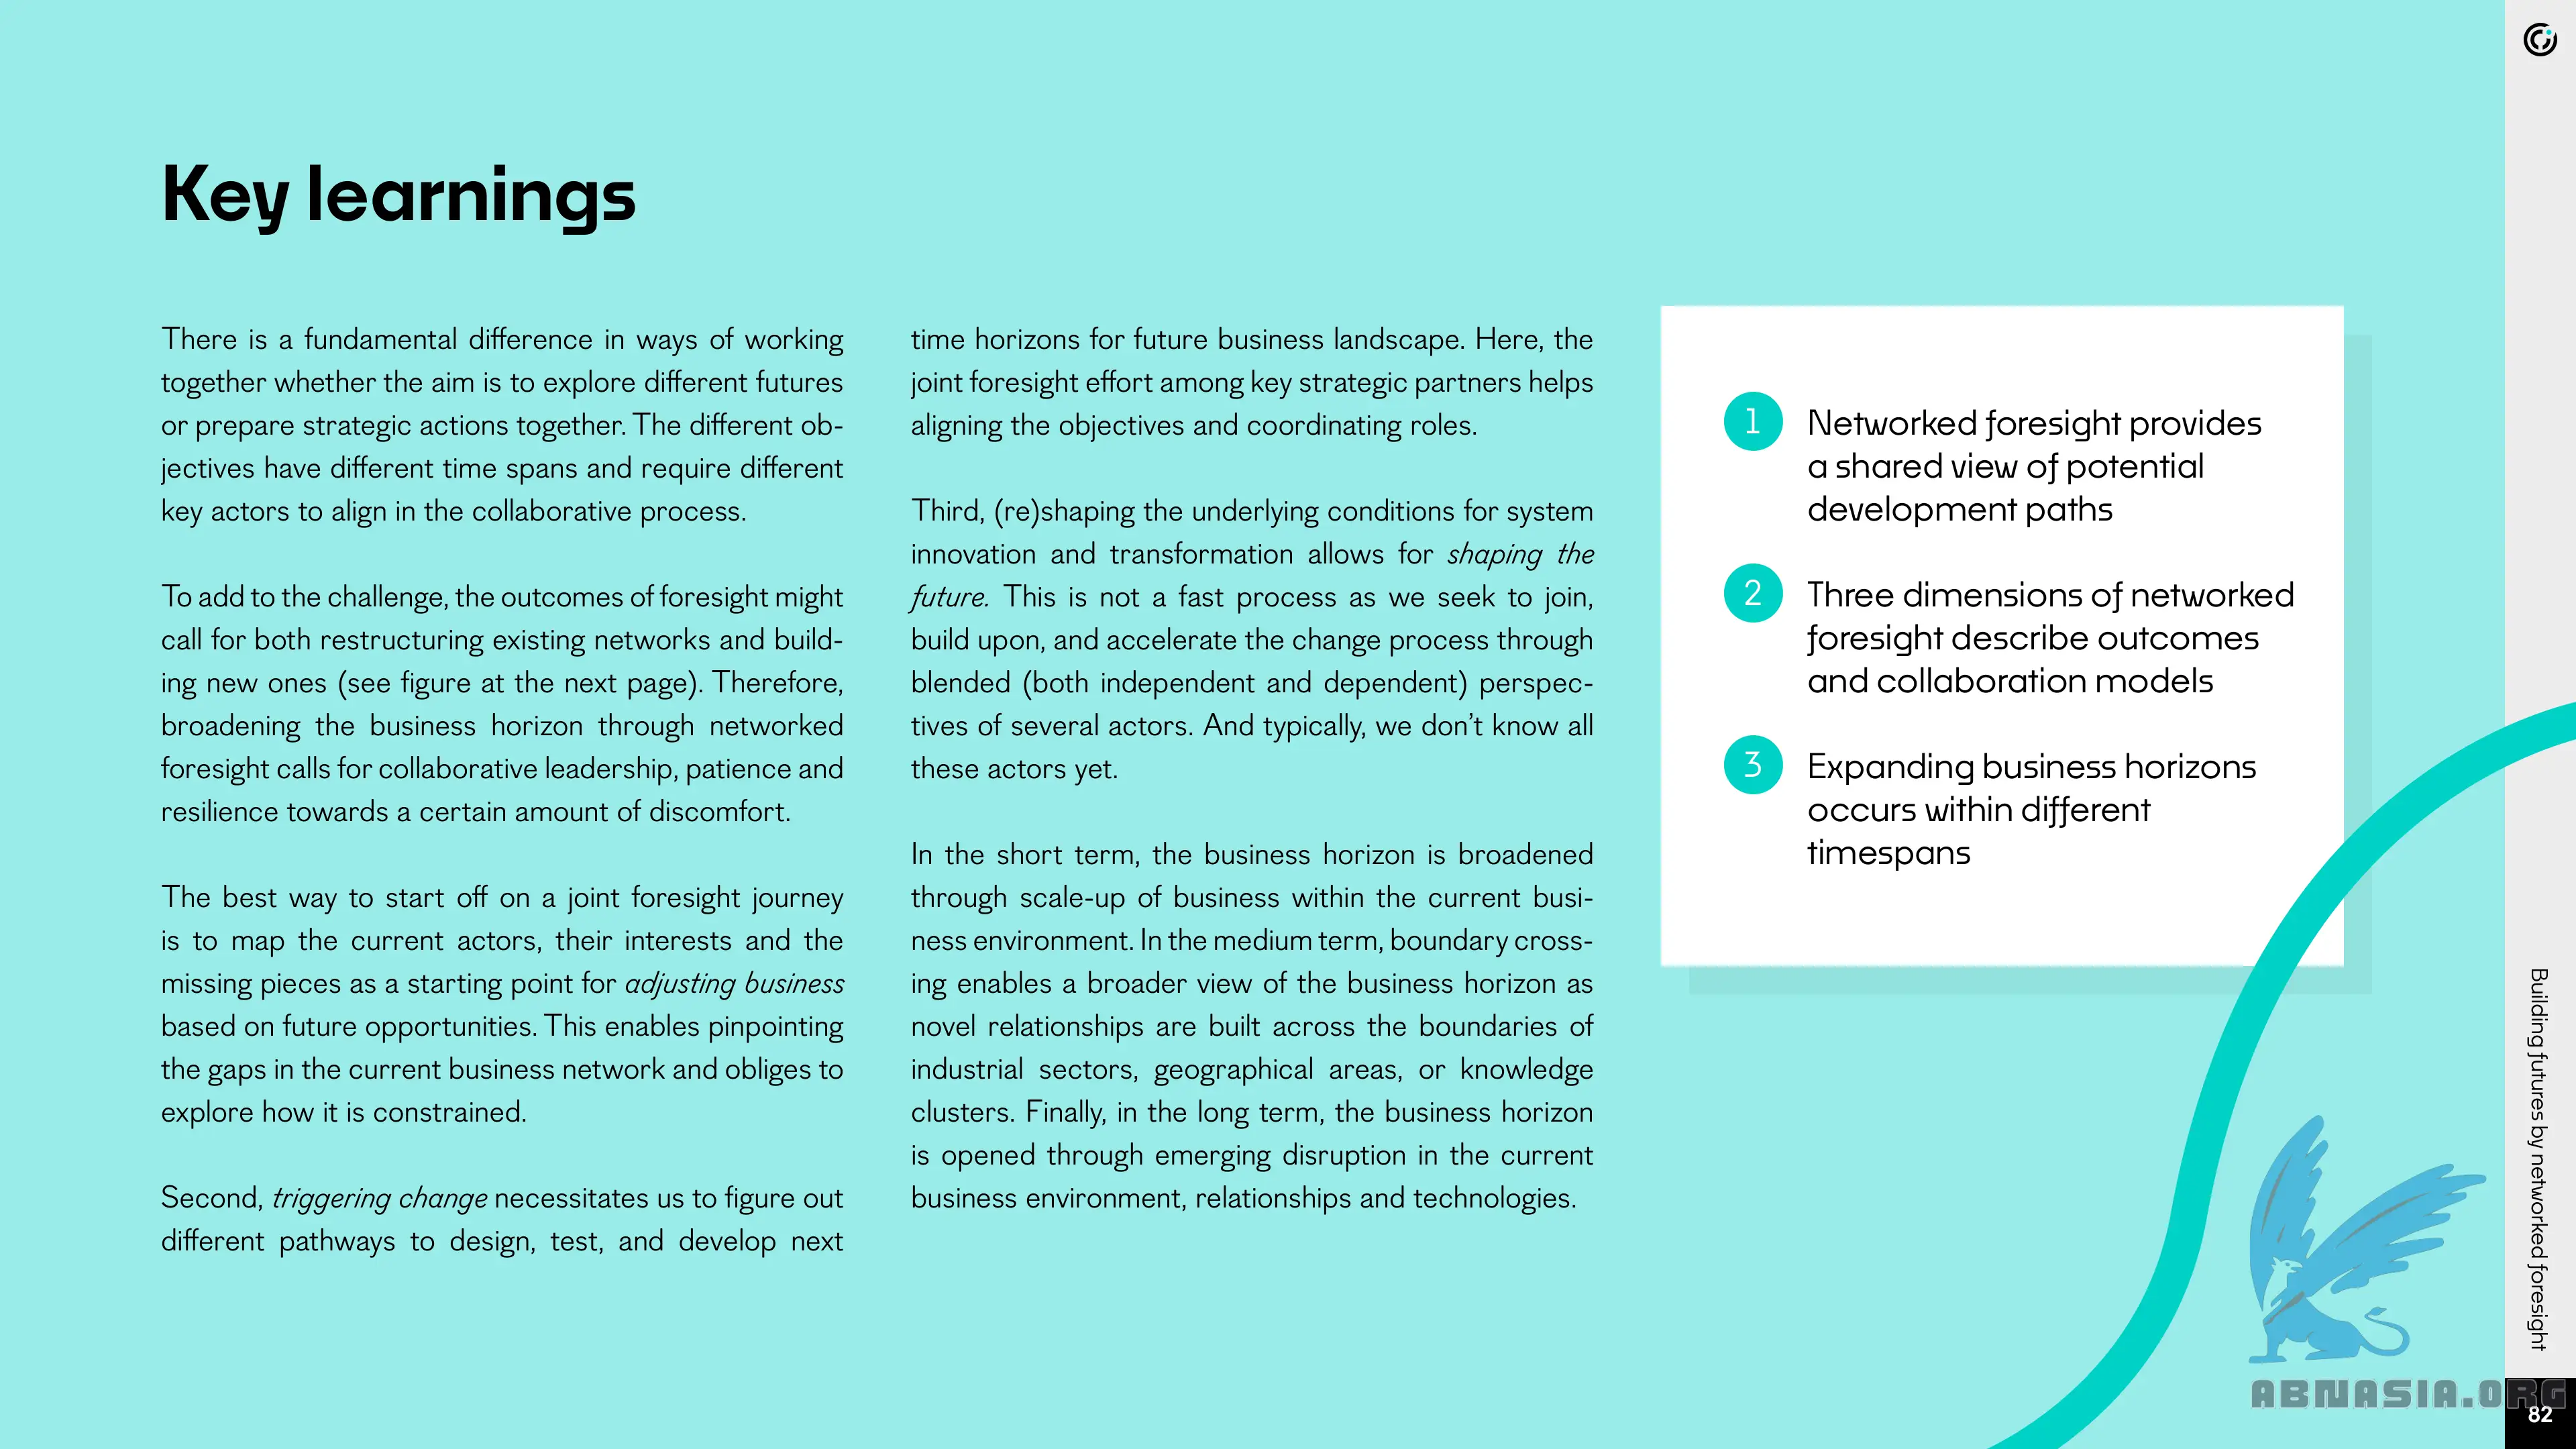 Key learnings
There is a fundamental difference in ways of working
together whether the aim is to explore different futures
or prepare strategic actions together. The different ob-
jectives have different time spans and require different
key actors to align in the collaborative process.
To add to the challenge, the outcomes of foresight might
call for both restructuring existing networks and build-
ing new ones (see figure at the next page). Therefore,
broadening the business horizon through networked
foresight calls for collaborative leadership, patience and
resilience towards a certain amount of discomfort.
The best way to start off on a joint foresight journey
is to map the current actors, their interests and the
missing pieces as a starting point for adjusting business
based on future opportunities. This enables pinpointing
the gaps in the current business network and obliges to
explore how it is constrained.
Second, triggering change necessitates us to figure out
different pathways to design, test, and develop next
time horizons for future business landscape. Here, the
joint foresight effort among key strategic partners helps
aligning the objectives and coordinating roles.
Third, (re)shaping the underlying conditions for system
innovation and transformation allows for shaping the
future. This is not a fast process as we seek to join,
build upon, and accelerate the change process through
blended (both independent and dependent) perspec-
tives of several actors. And typically, we don't know all
these actors yet.
In the short term, the business horizon is broadened
through scale-up of business within the current busi-
ness environment. In the medium term, boundary cross-
ing enables a broader view of the business horizon as
novel relationships are built across the boundaries of
industrial sectors, geographical areas, or knowledge
clusters. Finally, in the long term, the business horizon
is opened through emerging disruption in the current
business environment, relationships and technologies.
1 Networked foresight provides
a shared view of potential
development paths
2 Three dimensions of networked
foresight describe outcomes
and collaboration models
3 Expanding business horizons
occurs within different
timespans
Building futures by networked foresight
ABNASIA.ORG
82